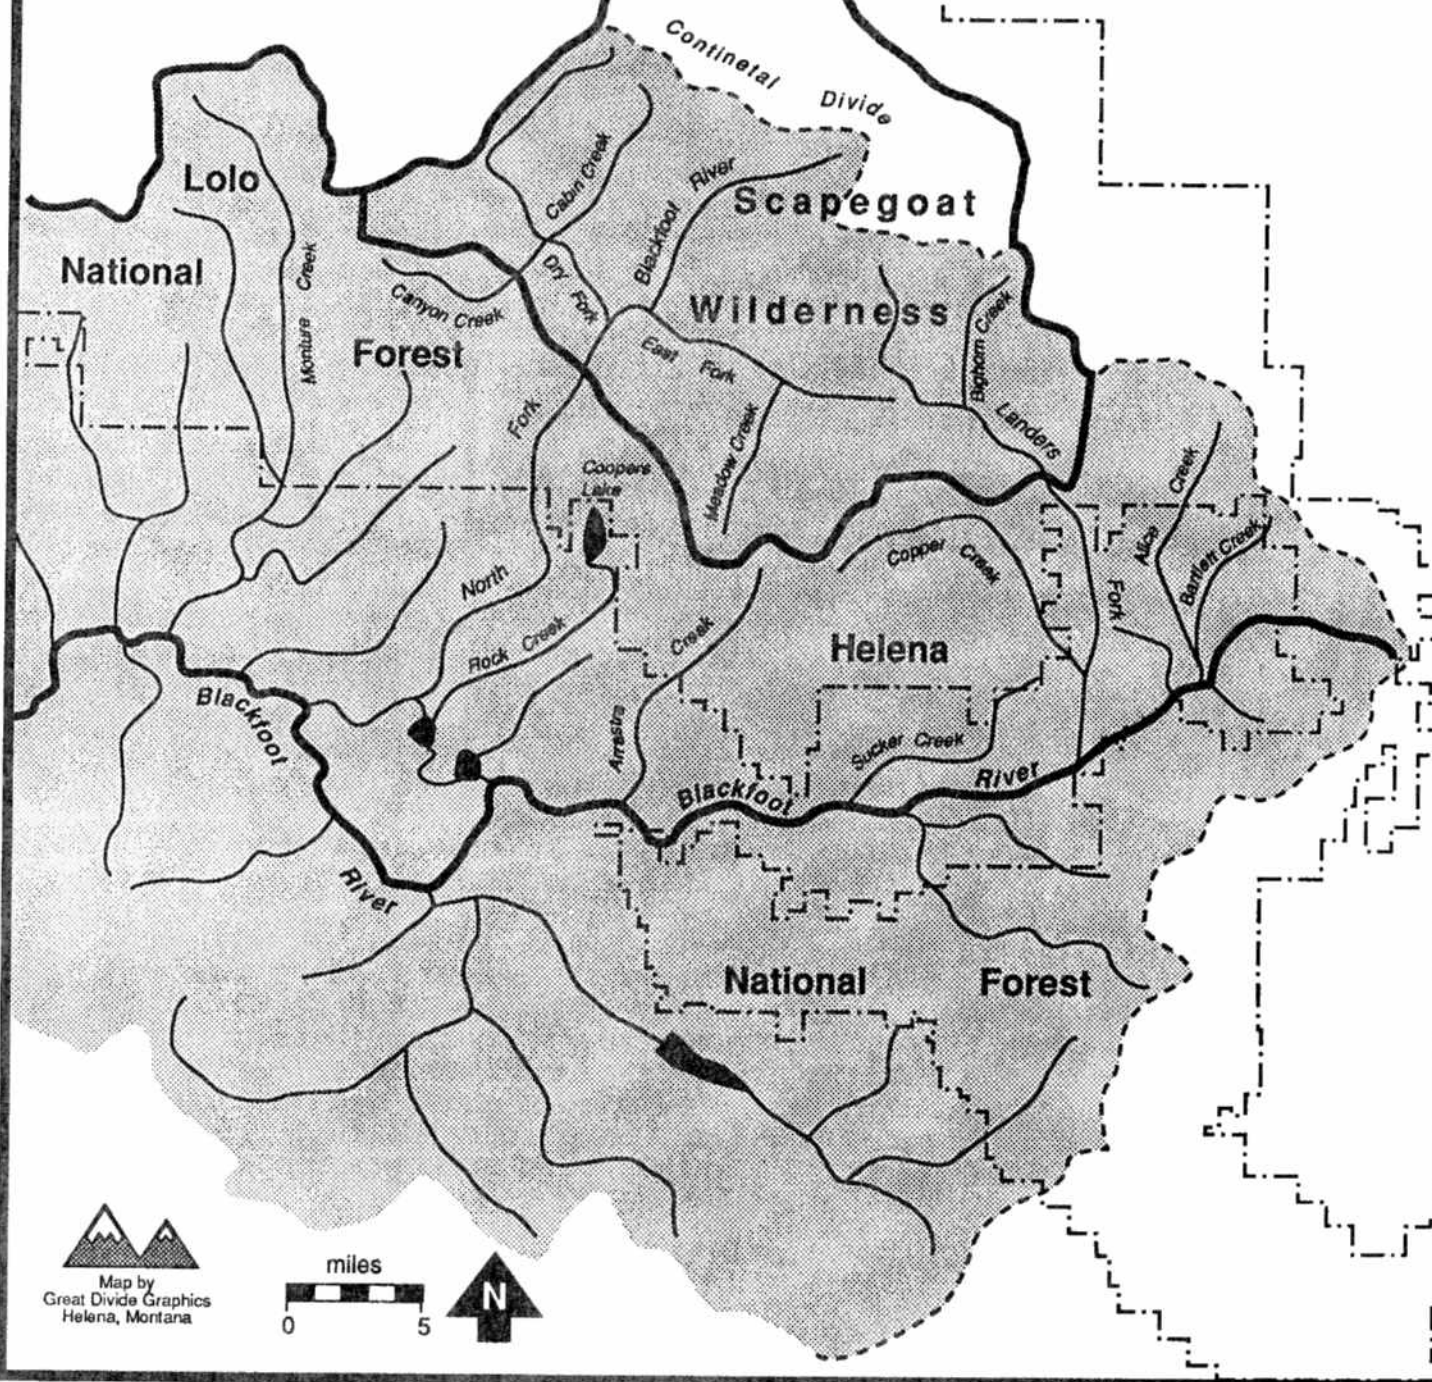 Continetal Divide
Lolo
National
Forest
Monture Creek
Canyon Creek
Cabin Creek
Dry Fork
Blackfoot River
Scapegoat
Wilderness
East Fork
Meadow Creek
Bighorn Creek
Landers
Fork
North
Fork
Coopers
Lake
Rock Creek
Arrastra Creek
Copper Creek
Alice Creek
Bartlett Creek
Helena
Sucker Creek
Blackfoot
River
Blackfoot
River
National Forest
Map by
Great Divide Graphics
Helena, Montana
miles
0 5
N